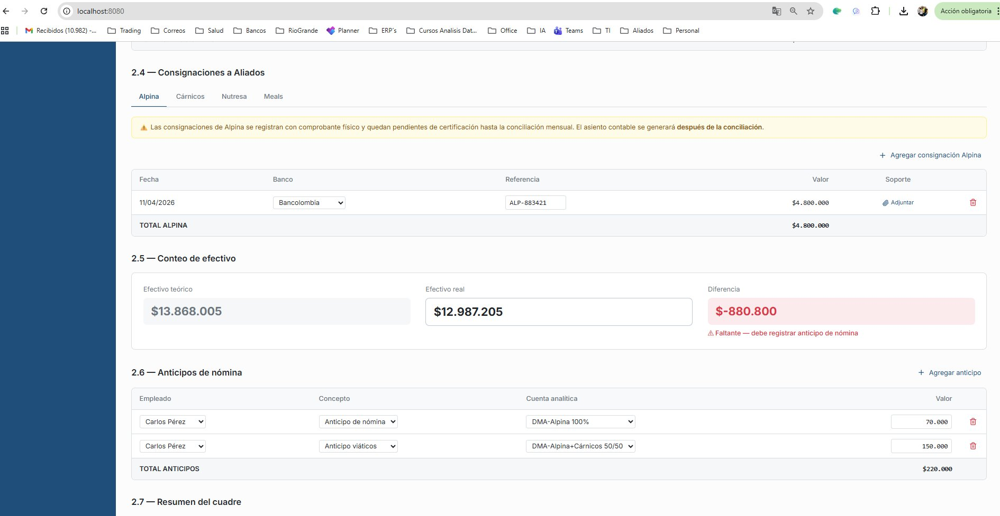 localhost:8080
Acción obligatoria
Recibidos (10.982) -... Trading Correos Salud Bancos RioGrande Planner ERP´s Cursos Analisis Dat... Office IA Teams TI Aliados Personal
2.4 — Consignaciones a Aliados
Alpina Cárnicos Nutresa Meals
Las consignaciones de Alpina se registran con comprobante físico y quedan pendientes de certificación hasta la conciliación mensual. El asiento contable se generará después de la conciliación.
+ Agregar consignación Alpina
Fecha Banco Referencia Valor Soporte
11/04/2026 Bancolombia ALP-883421 $4.800.000 Adjuntar
TOTAL ALPINA $4.800.000
2.5 — Conteo de efectivo
Efectivo teórico Efectivo real Diferencia
$13.868.005 $12.987.205 $-880.800
Faltante — debe registrar anticipo de nómina
2.6 — Anticipos de nómina
+ Agregar anticipo
Empleado Concepto Cuenta analítica Valor
Carlos Pérez Anticipo de nómina DMA-Alpina 100% 70.000
Carlos Pérez Anticipo viáticos DMA-Alpina+Cárnicos 50/50 150.000
TOTAL ANTICIPOS $220.000
2.7 — Resumen del cuadre